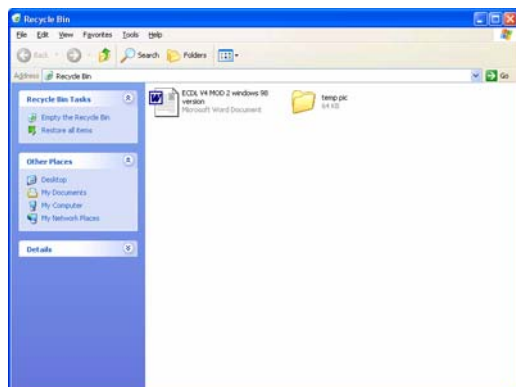 Recycle Bin
File Edit View Favorites Tools Help
Back Search Folders
Address Recycle Bin Go
Recycle Bin Tasks
Empty the Recycle Bin
Restore all items
Other Places
Desktop
My Documents
My Computer
My Network Places
Details
ECDL V4 MOD 2 windows 98
version
Microsoft Word Document
temp pic
64 KB